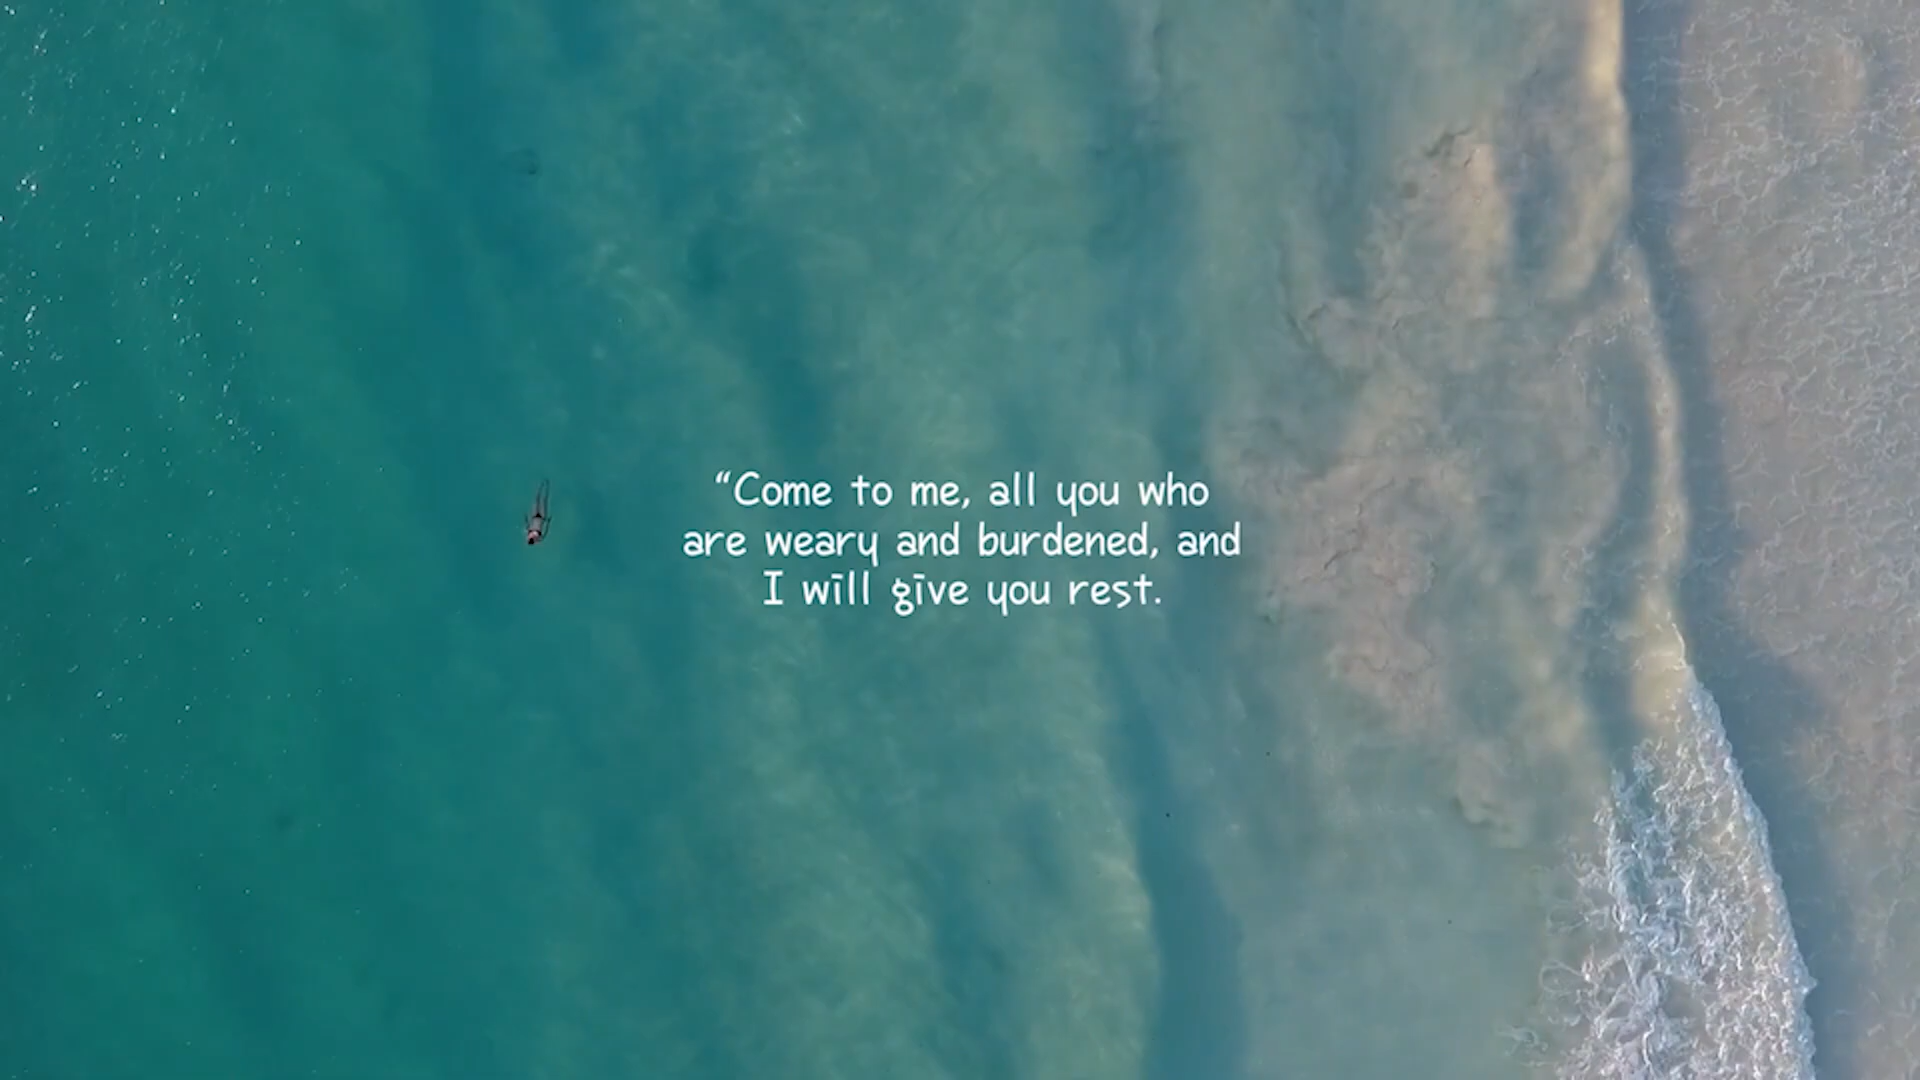 “Come to me, all you who
are weary and burdened, and
I will give you rest.